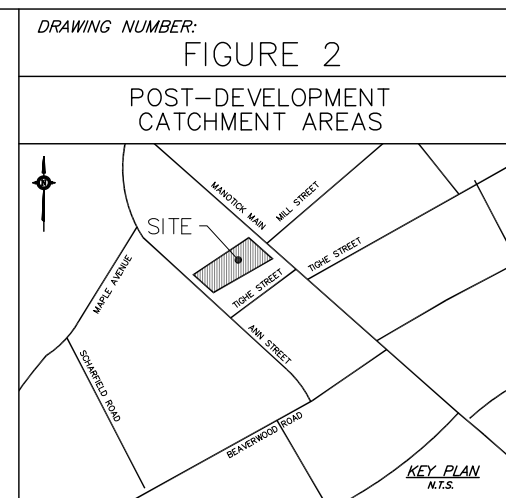 DRAWING NUMBER:
FIGURE 2
POST-DEVELOPMENT
CATCHMENT AREAS
N
MANOTICK MAIN
MILL STREET
SITE
TIGHE STREET
TIGHE STREET
MAPLE AVENUE
ANN STREET
SCHARFIELD ROAD
BEAVERWOOD ROAD
KEY PLAN
N.T.S.